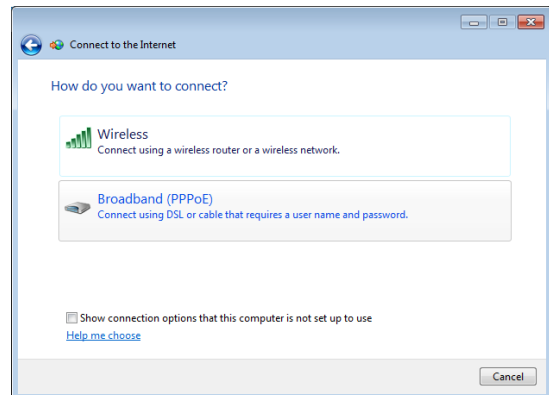 Connect to the Internet
How do you want to connect?
Wireless
Connect using a wireless router or a wireless network.
Broadband (PPPoE)
Connect using DSL or cable that requires a user name and password.
Show connection options that this computer is not set up to use
Help me choose
Cancel